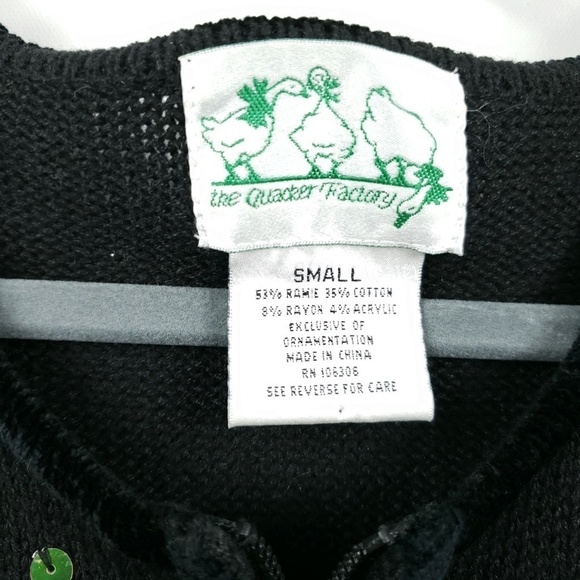 the Quacker Factory
SMALL
53% RAMIE 35% COTTON
8% RAYON 4% ACRYLIC
EXCLUSIVE OF
ORNAMENTATION
MADE IN CHINA
RN 106306
SEE REVERSE FOR CARE